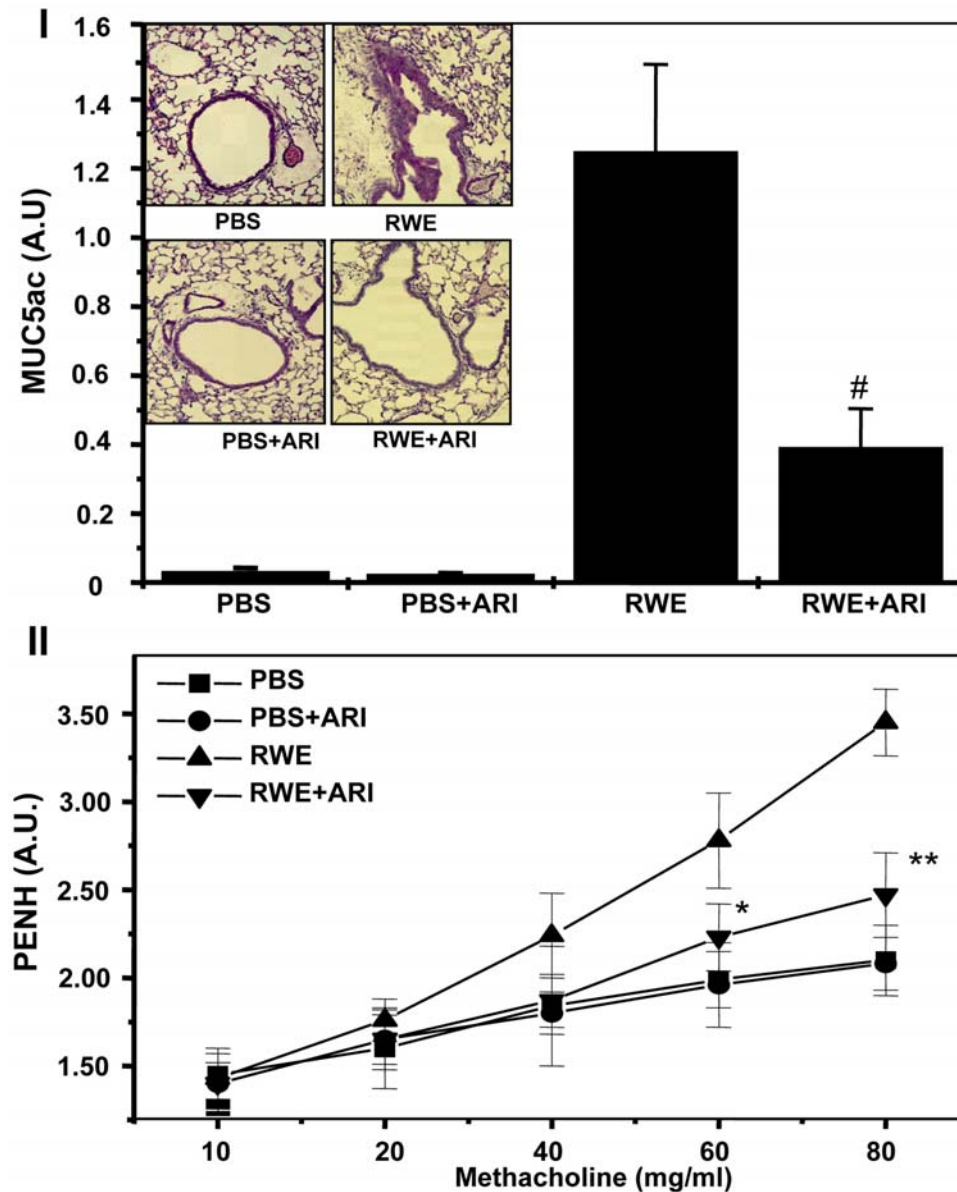 I
MUC5ac (A.U)
1.6
1.4
1.2
1.0
0.8
0.6
0.4
0.2
0
PBS
RWE
PBS+ARI
RWE+ARI
#
PBS
PBS+ARI
RWE
RWE+ARI
II
PENH (A.U.)
PBS
PBS+ARI
RWE
RWE+ARI
3.50
3.00
2.50
2.00
1.50
*
**
10
20
40
60
80
Methacholine (mg/ml)